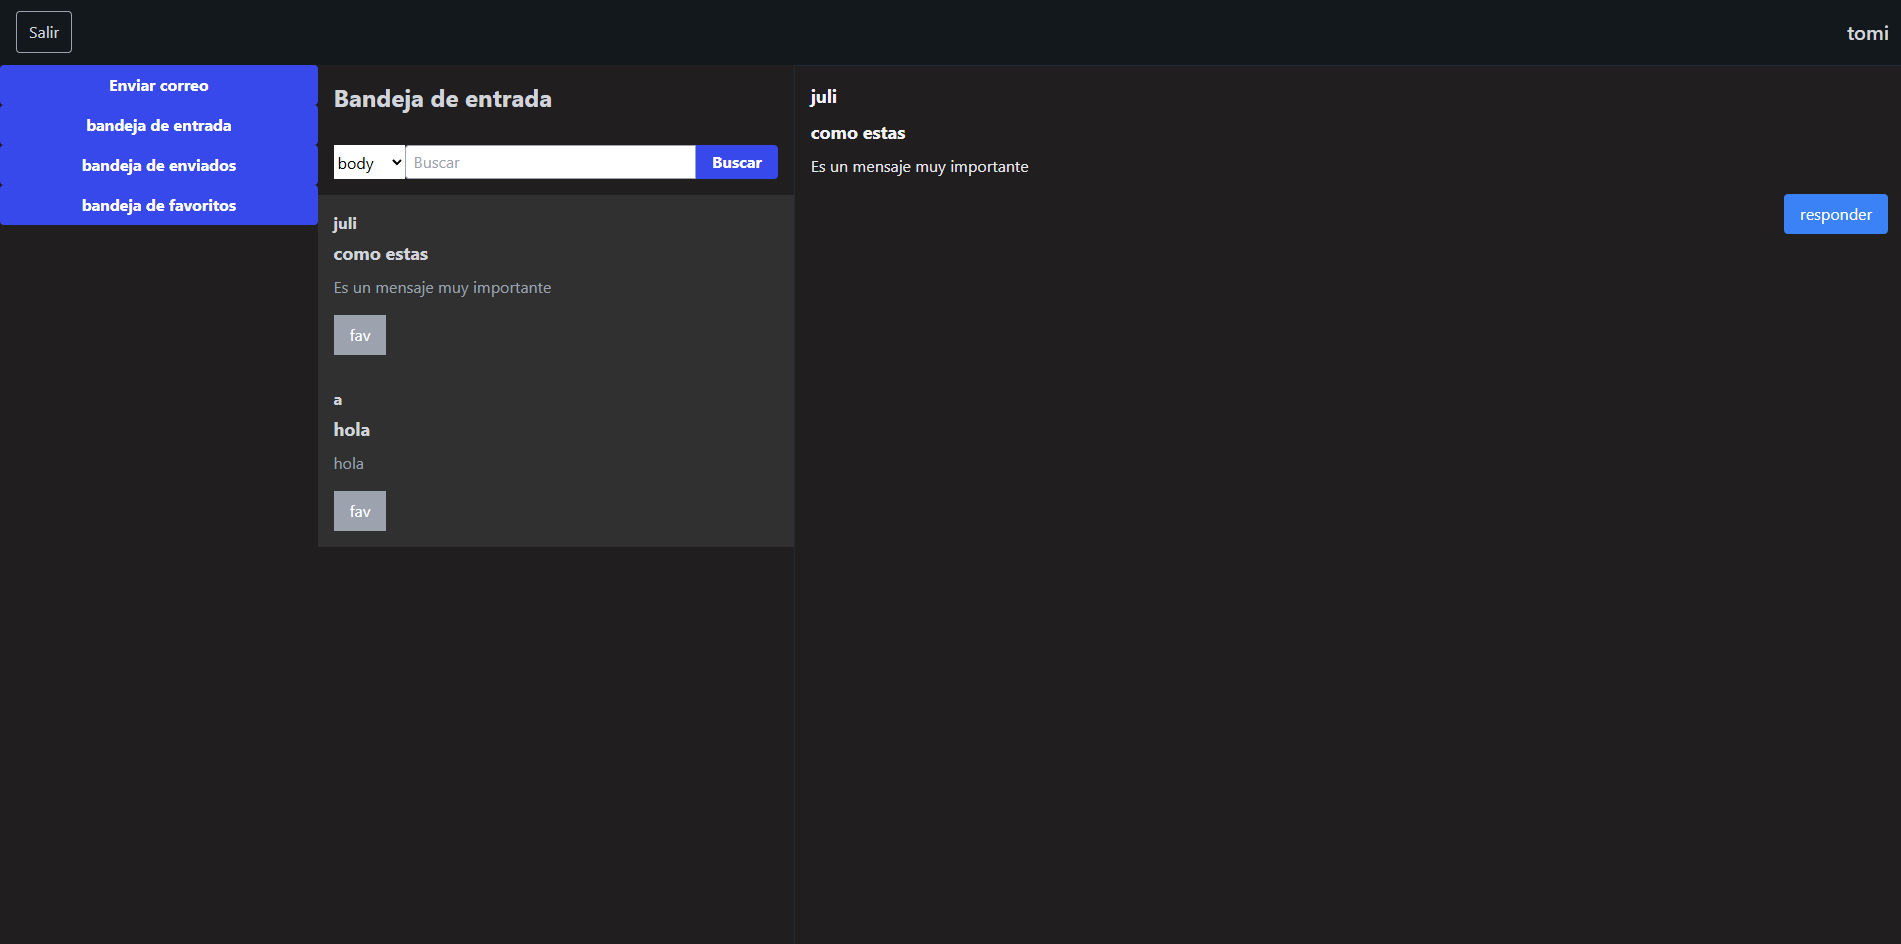 Salir
tomi
Enviar correo
bandeja de entrada
bandeja de enviados
bandeja de favoritos
Bandeja de entrada
body Buscar Buscar
juli
como estas
Es un mensaje muy importante
fav
a
hola
hola
fav
juli
como estas
Es un mensaje muy importante
responder